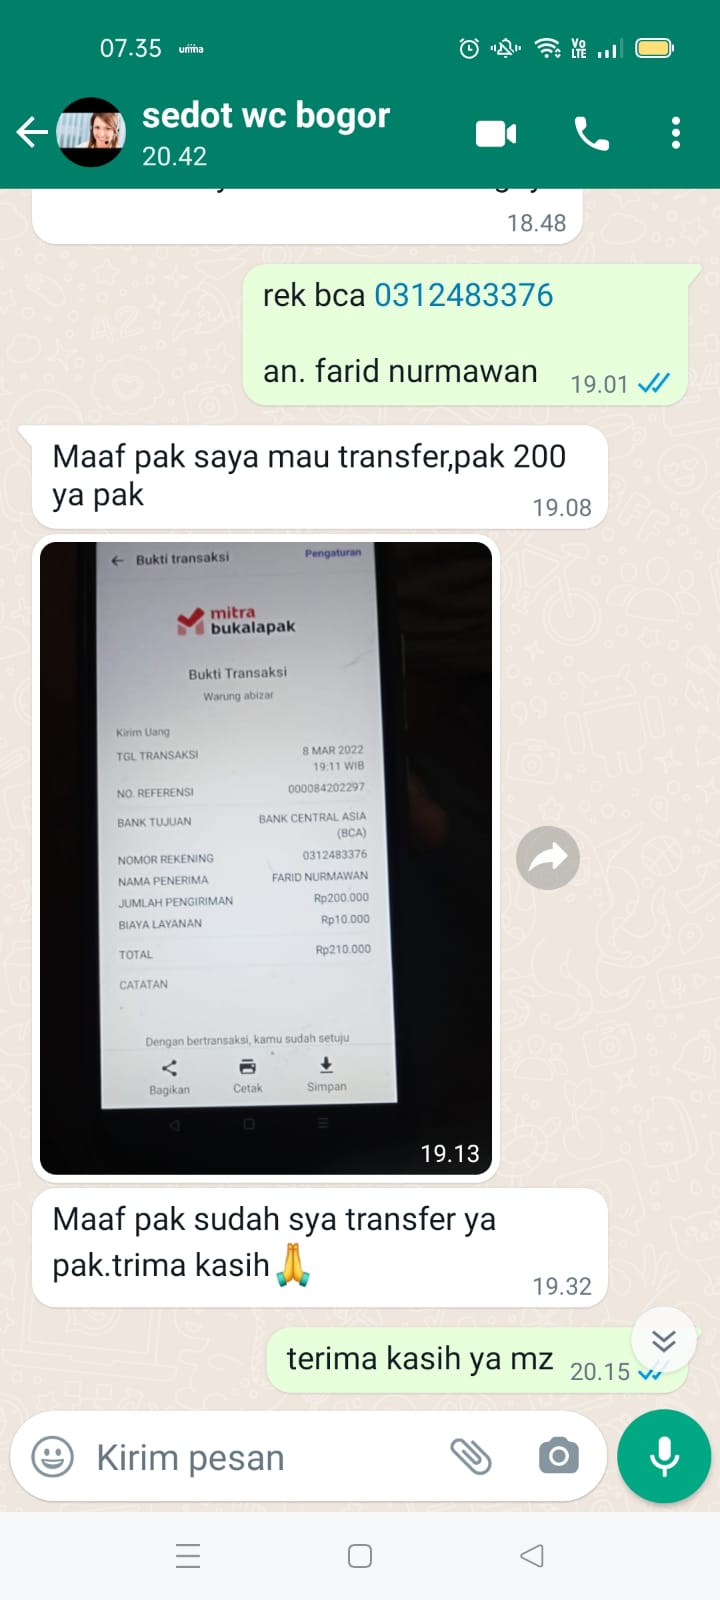 07.35 umma
Vo
LTE
sedot wc bogor
20.42
18.48
rek bca 0312483376
an. farid nurmawan 19.01
Maaf pak saya mau transfer,pak 200
ya pak 19.08
← Bukti transaksi Pengaturan
mitra
bukalapak
Bukti Transaksi
Warung abizar
Kirim Uang
TGL TRANSAKSI 8 MAR 2022
19:11 WIB
NO. REFERENSI 000084202297
BANK TUJUAN BANK CENTRAL ASIA
(BCA)
NOMOR REKENING 0312483376
NAMA PENERIMA FARID NURMAWAN
JUMLAH PENGIRIMAN Rp200.000
BIAYA LAYANAN Rp10.000
TOTAL Rp210.000
CATATAN
-
Dengan bertransaksi, kamu sudah setuju
Bagikan Cetak Simpan
19.13
Maaf pak sudah sya transfer ya
pak.trima kasih🙏 19.32
terima kasih ya mz 20.15
Kirim pesan